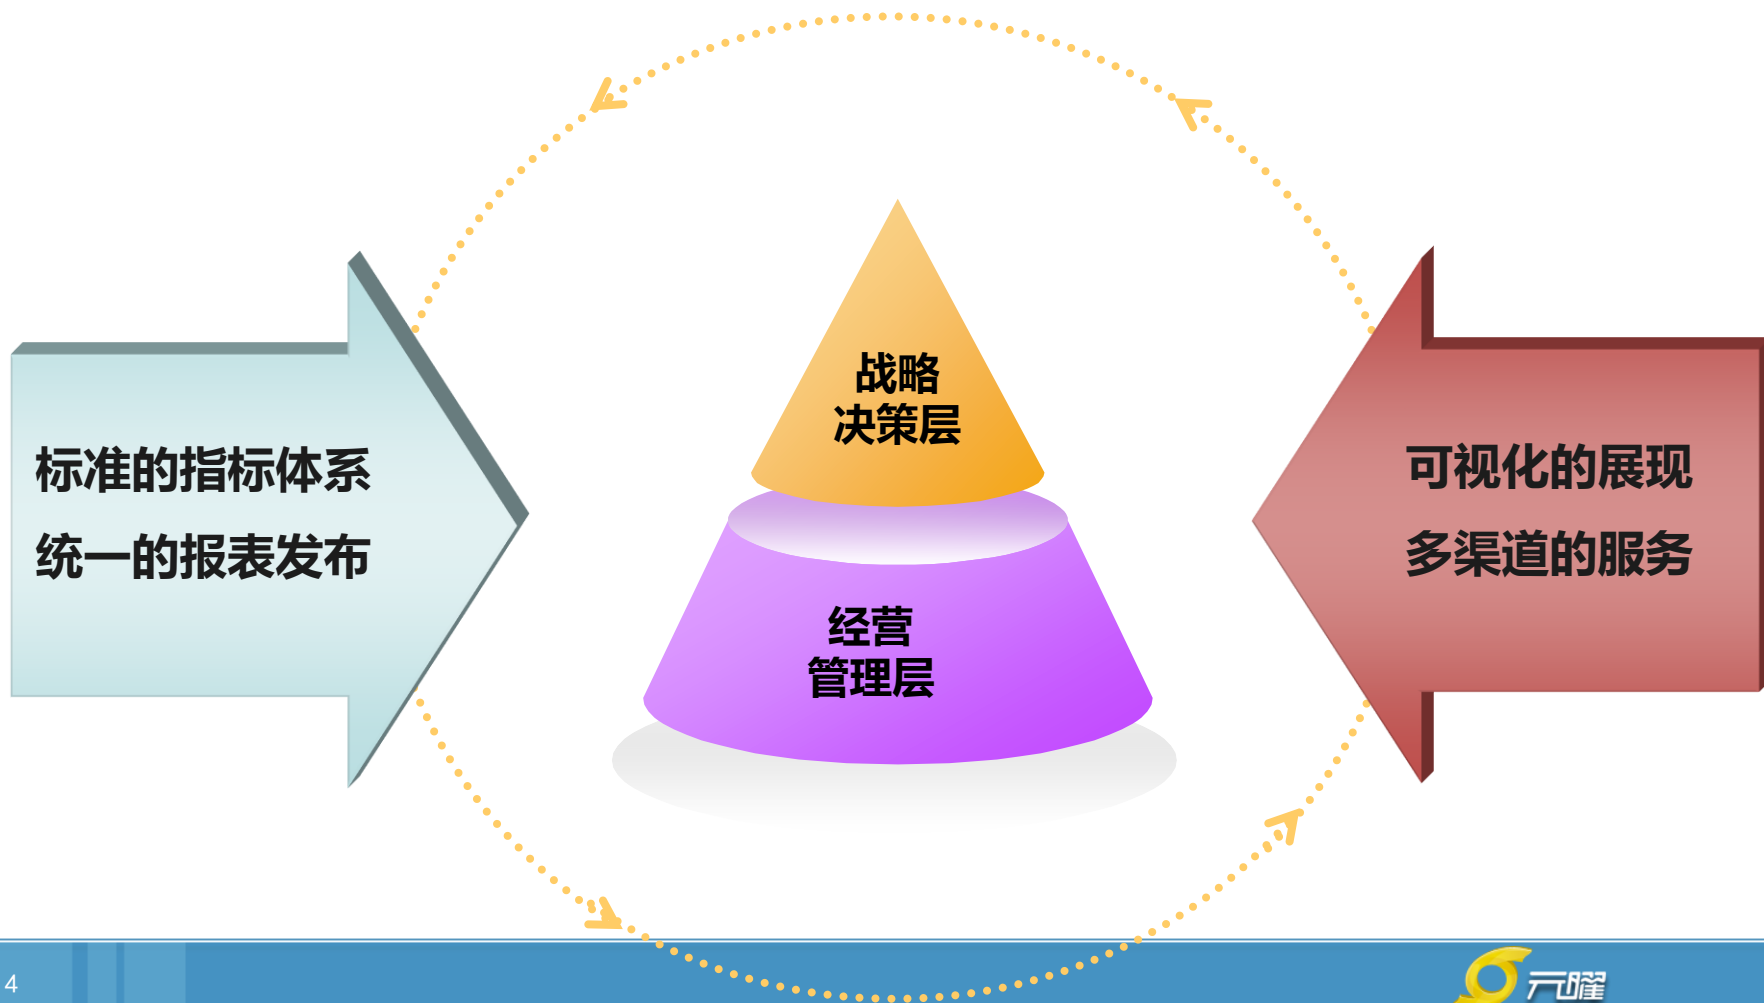 战略
决策层
标准的指标体系
统一的报表发布
可视化的展现
多渠道的服务
经营
管理层
4
元曜